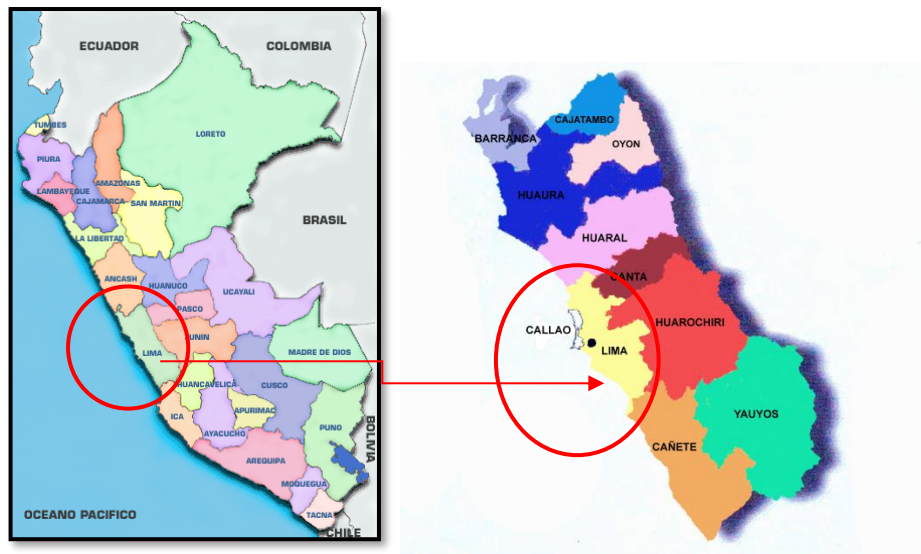 ECUADOR
COLOMBIA
TUMBES
LORETO
PIURA
AMAZONAS
LAMBAYEQUE
CAJAMARCA
SAN MARTIN
BRASIL
LA LIBERTAD
ANCASH
HUANUCO
UCAYALI
PASCO
JUNIN
LIMA
MADRE DE DIOS
HUANCAVELICA
CUSCO
APURIMAC
ICA
PUNO
AYACUCHO
BOLIVIA
AREQUIPA
MOQUEGUA
OCEANO PACIFICO
TACNA
CHILE
CAJATAMBO
BARRANCA
OYON
HUAURA
HUARAL
CANTA
CALLAO
HUAROCHIRI
LIMA
YAUYOS
CAÑETE